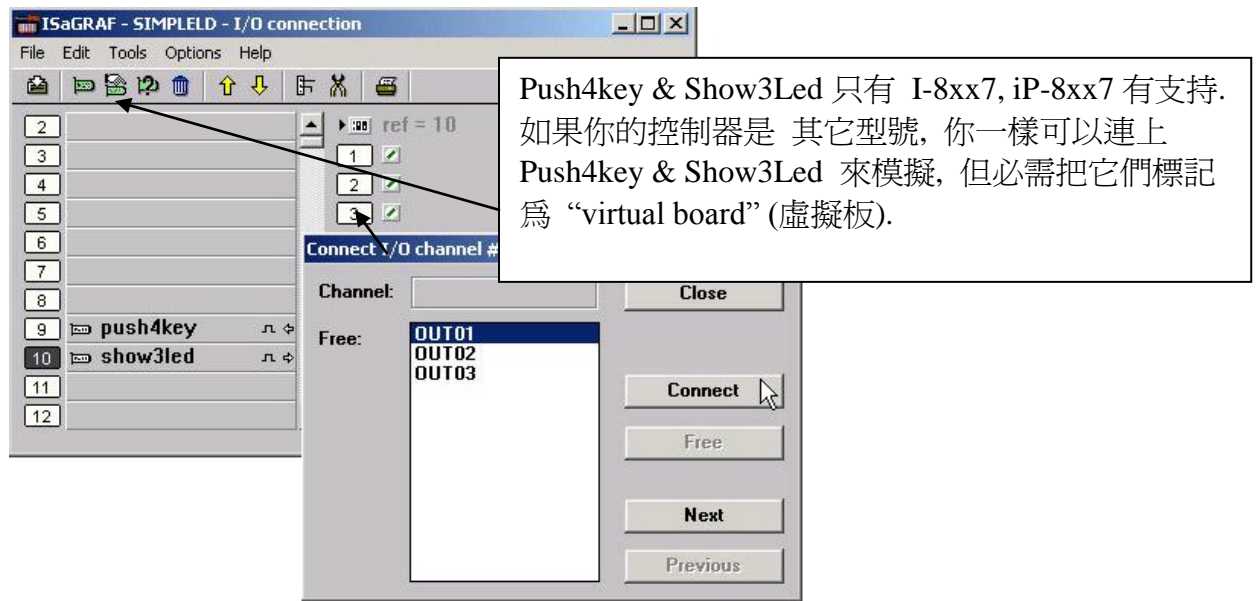 ISaGRAF - SIMPLELD - I/O connection
File Edit Tools Options Help
Push4key & Show3Led 只有 I-8xx7, iP-8xx7 有支持.
如果你的控制器是 其它型號, 你一樣可以連上
Push4key & Show3Led 來模擬, 但必需把它們標記
爲 “virtual board” (虛擬板).
2
3
4
5
6
7
8
9 push4key
10 show3led
11
12
ref = 10
1
2
3
Connect I/O channel #
Channel:
Free:
OUT01
OUT02
OUT03
Close
Connect
Free
Next
Previous